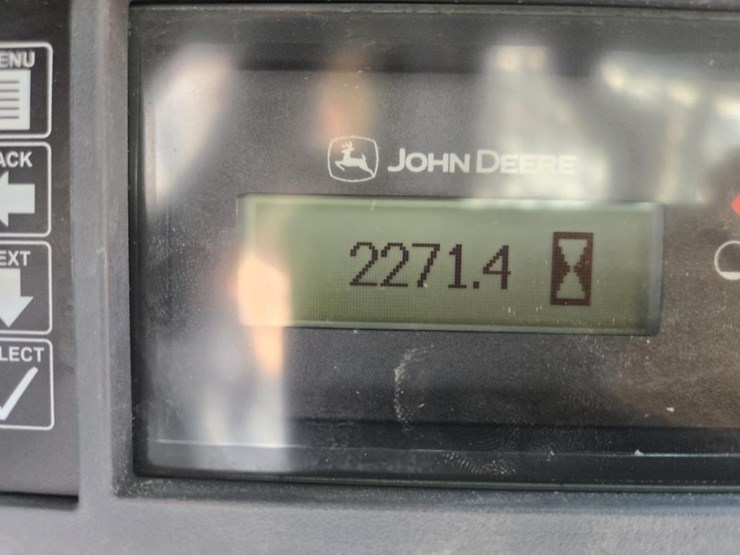 ENU
ACK
EXT
LECT
JOHN DEERE
2271.4